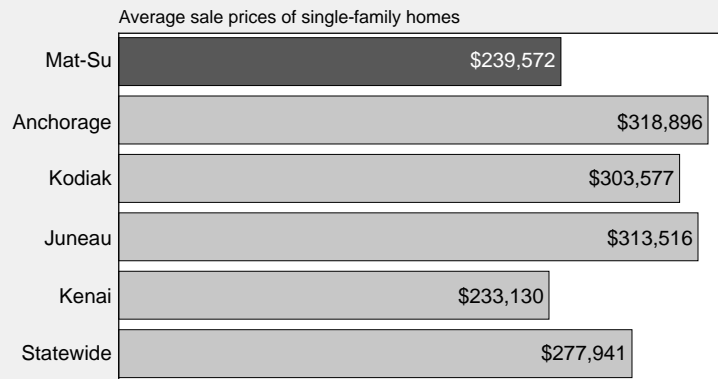 Average sale prices of single-family homes
Mat-Su $239,572
Anchorage $318,896
Kodiak $303,577
Juneau $313,516
Kenai $233,130
Statewide $277,941